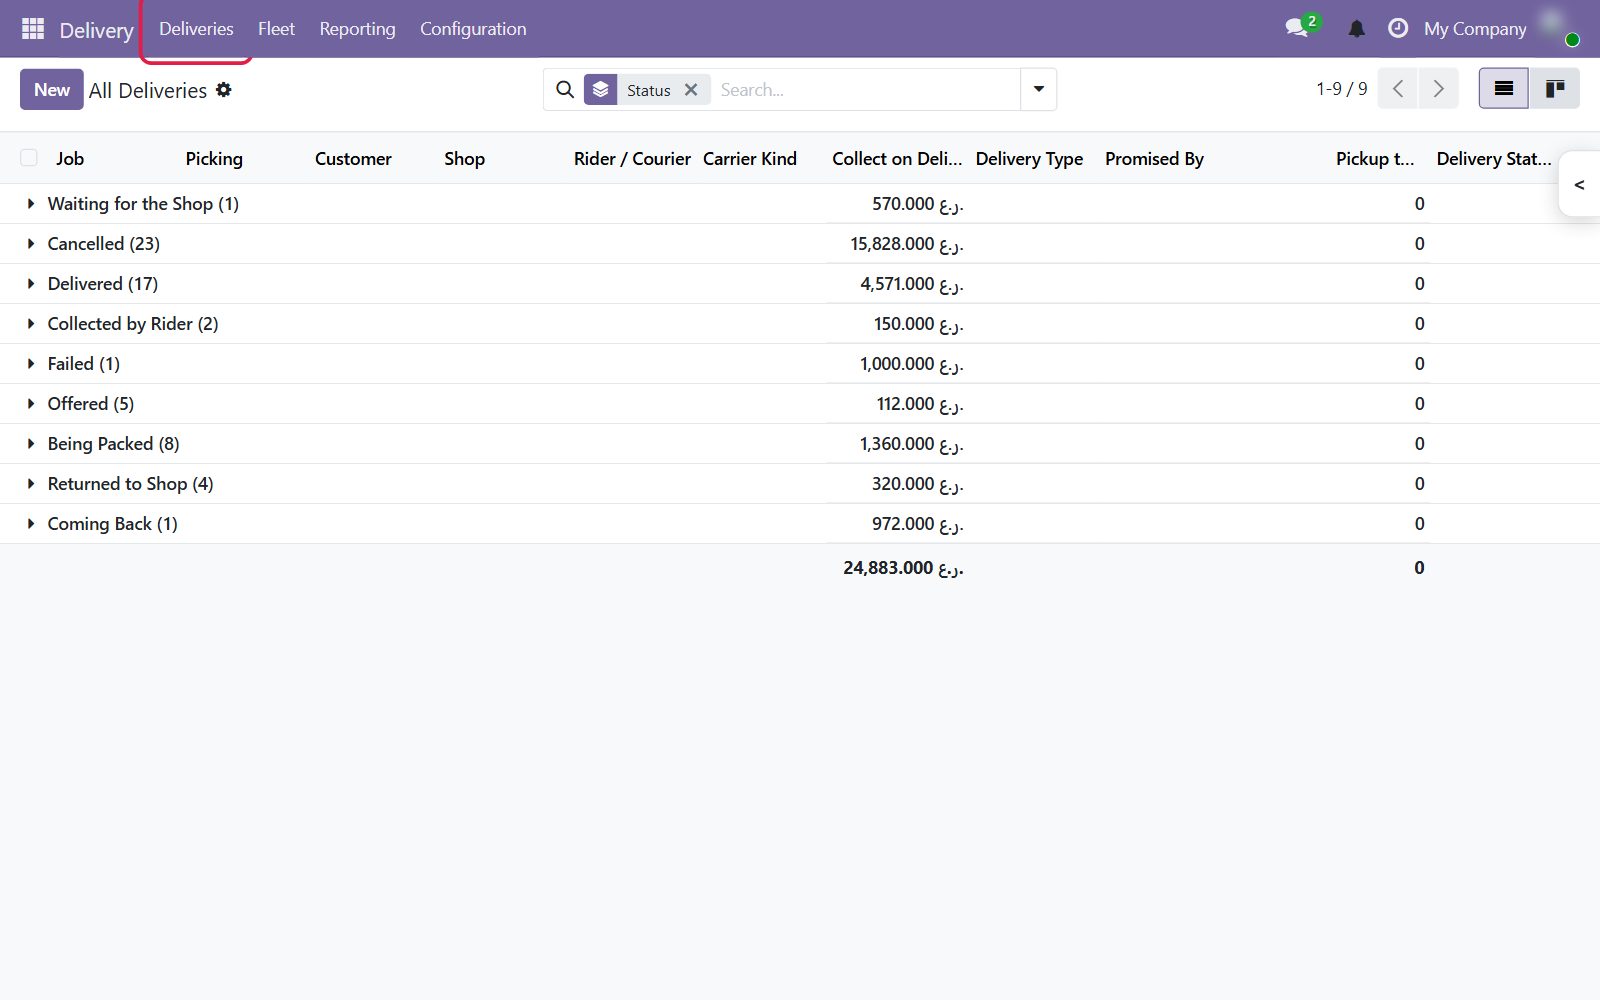 Delivery Deliveries Fleet Reporting Configuration 2 My Company
New All Deliveries Status Search... 1-9 / 9
Job Picking Customer Shop Rider / Courier Carrier Kind Collect on Deli... Delivery Type Promised By Pickup t... Delivery Stat...
<
Waiting for the Shop (1) 570.000 ر.ع. 0
Cancelled (23) 15,828.000 ر.ع. 0
Delivered (17) 4,571.000 ر.ع. 0
Collected by Rider (2) 150.000 ر.ع. 0
Failed (1) 1,000.000 ر.ع. 0
Offered (5) 112.000 ر.ع. 0
Being Packed (8) 1,360.000 ر.ع. 0
Returned to Shop (4) 320.000 ر.ع. 0
Coming Back (1) 972.000 ر.ع. 0
24,883.000 ر.ع. 0